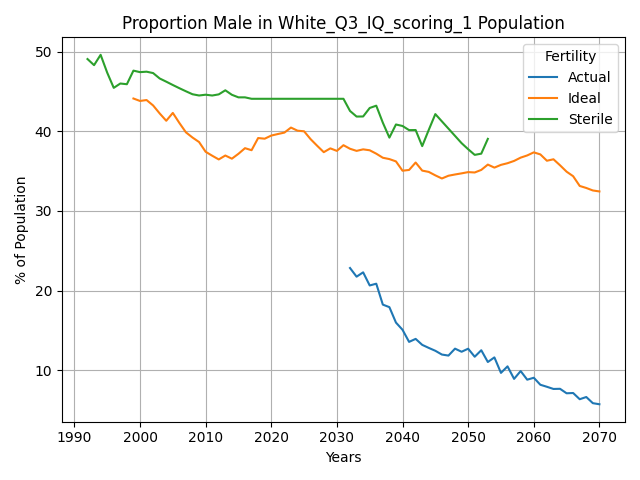 Proportion Male in White_Q3_IQ_scoring_1 Population
% of Population
50
40
30
20
10
Fertility
Actual
Ideal
Sterile
1990 2000 2010 2020 2030 2040 2050 2060 2070
Years